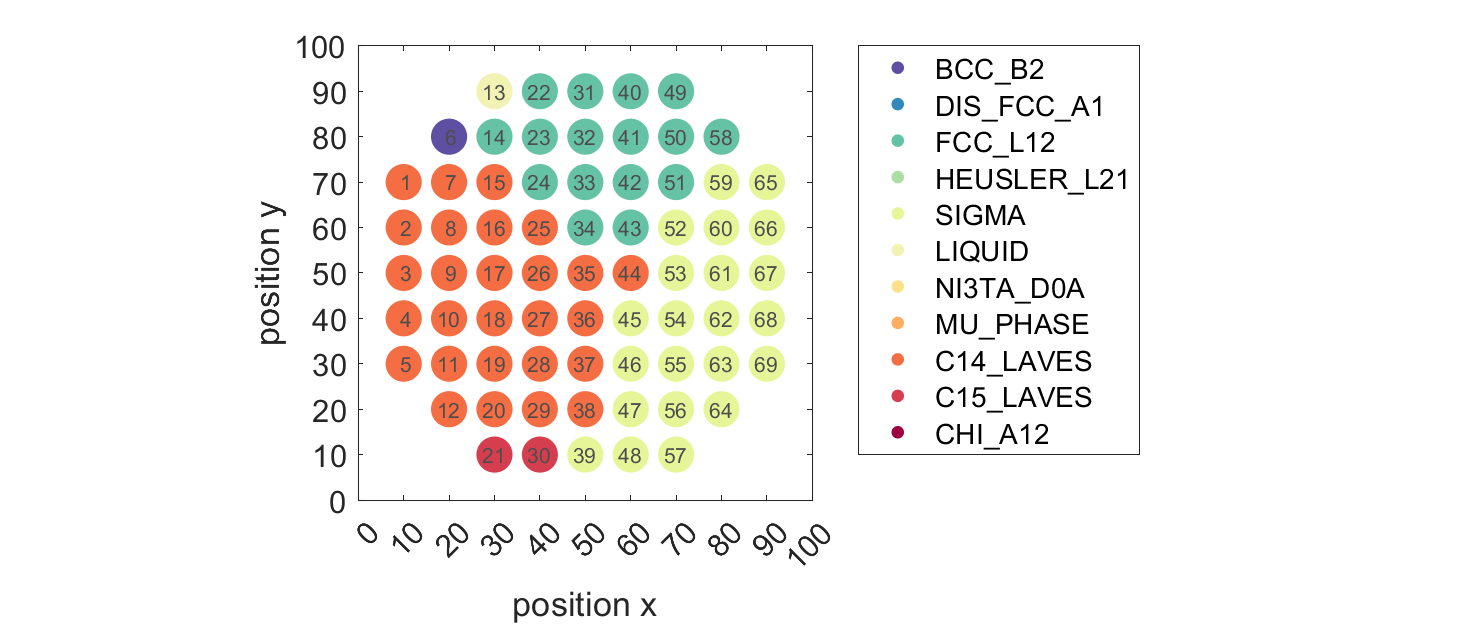 100
90
80
70
60
50
40
30
20
10
0
position y
13 22 31 40 49
6 14 23 32 41 50 58
1 7 15 24 33 42 51 59 65
2 8 16 25 34 43 52 60 66
3 9 17 26 35 44 53 61 67
4 10 18 27 36 45 54 62 68
5 11 19 28 37 46 55 63 69
12 20 29 38 47 56 64
21 30 39 48 57
0 10 20 30 40 50 60 70 80 90 100
position x
BCC_B2
DIS_FCC_A1
FCC_L12
HEUSLER_L21
SIGMA
LIQUID
NI3TA_D0A
MU_PHASE
C14_LAVES
C15_LAVES
CHI_A12